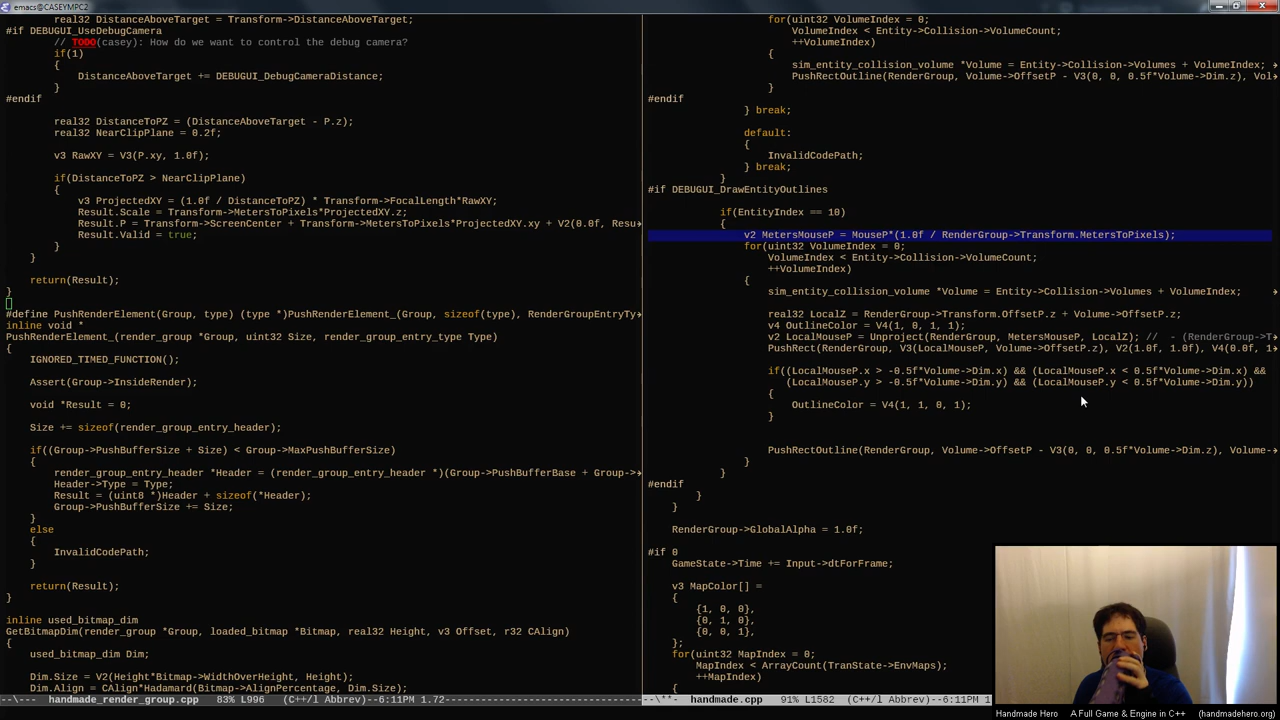 emacs@CASEYMPC2
real32 DistanceAboveTarget = Transform->DistanceAboveTarget;
#if DEBUGUI_UseDebugCamera
// TODO(casey): How do we want to control the debug camera?
if(1)
{
DistanceAboveTarget += DEBUGUI_DebugCameraDistance;
}
#endif
real32 DistanceToPZ = (DistanceAboveTarget - P.z);
real32 NearClipPlane = 0.2f;
v3 RawXY = V3(P.xy, 1.0f);
if(DistanceToPZ > NearClipPlane)
{
v3 ProjectedXY = (1.0f / DistanceToPZ) * Transform->FocalLength*RawXY;
Result.Scale = Transform->MetersToPixels*ProjectedXY.z;
Result.P = Transform->ScreenCenter + Transform->MetersToPixels*ProjectedXY.xy + V2(0.0f, Resu
Result.Valid = true;
}
}
return(Result);
}
#define PushRenderElement(Group, type) (type *)PushRenderElement_(Group, sizeof(type), RenderGroupEntryTy
inline void *
PushRenderElement_(render_group *Group, uint32 Size, render_group_entry_type Type)
{
IGNORED_TIMED_FUNCTION();
Assert(Group->InsideRender);
void *Result = 0;
Size += sizeof(render_group_entry_header);
if((Group->PushBufferSize + Size) < Group->MaxPushBufferSize)
{
render_group_entry_header *Header = (render_group_entry_header *)(Group->PushBufferBase + Group->
Header->Type = Type;
Result = (uint8 *)Header + sizeof(*Header);
Group->PushBufferSize += Size;
}
else
{
InvalidCodePath;
}
return(Result);
}
inline used_bitmap_dim
GetBitmapDim(render_group *Group, loaded_bitmap *Bitmap, real32 Height, v3 Offset, r32 CAlign)
{
used_bitmap_dim Dim;
Dim.Size = V2(Height*Bitmap->WidthOverHeight, Height);
Dim.Align = CAlign*Hadamard(Bitmap->AlignPercentage, Dim.Size);
-\--- handmade_render_group.cpp 83% L996 (C++/l Abbrev)--6:11PM 1.72
for(uint32 VolumeIndex = 0;
VolumeIndex < Entity->Collision->VolumeCount;
++VolumeIndex)
{
sim_entity_collision_volume *Volume = Entity->Collision->Volumes + VolumeIndex;
PushRectOutline(RenderGroup, Volume->OffsetP - V3(0, 0, 0.5f*Volume->Dim.z), Vol
}
#endif
} break;
default:
{
InvalidCodePath;
} break;
}
#if DEBUGUI_DrawEntityOutlines
if(EntityIndex == 10)
{
v2 MetersMouseP = MouseP*(1.0f / RenderGroup->Transform.MetersToPixels);
for(uint32 VolumeIndex = 0;
VolumeIndex < Entity->Collision->VolumeCount;
++VolumeIndex)
{
sim_entity_collision_volume *Volume = Entity->Collision->Volumes + VolumeIndex;
real32 LocalZ = RenderGroup->Transform.OffsetP.z + Volume->OffsetP.z;
v4 OutlineColor = V4(1, 0, 1, 1);
v2 LocalMouseP = Unproject(RenderGroup, MetersMouseP, LocalZ); // - (RenderGroup->T
PushRect(RenderGroup, V3(LocalMouseP, Volume->OffsetP.z), V2(1.0f, 1.0f), V4(0.0f, 1
if((LocalMouseP.x > -0.5f*Volume->Dim.x) && (LocalMouseP.x < 0.5f*Volume->Dim.x) &&
(LocalMouseP.y > -0.5f*Volume->Dim.y) && (LocalMouseP.y < 0.5f*Volume->Dim.y))
{
OutlineColor = V4(1, 1, 0, 1);
}
PushRectOutline(RenderGroup, Volume->OffsetP - V3(0, 0, 0.5f*Volume->Dim.z), Volume-
}
}
#endif
}
}
RenderGroup->GlobalAlpha = 1.0f;
#if 0
GameState->Time += Input->dtForFrame;
v3 MapColor[] =
{
{1, 0, 0},
{0, 1, 0},
{0, 0, 1},
};
for(uint32 MapIndex = 0;
MapIndex < ArrayCount(TranState->EnvMaps);
++MapIndex)
{
--\**- handmade.cpp 91% L1582 (C++/l Abbrev)--6:11PM 1
Handmade Hero A Full Game & Engine in C++ (handmadehero.org)